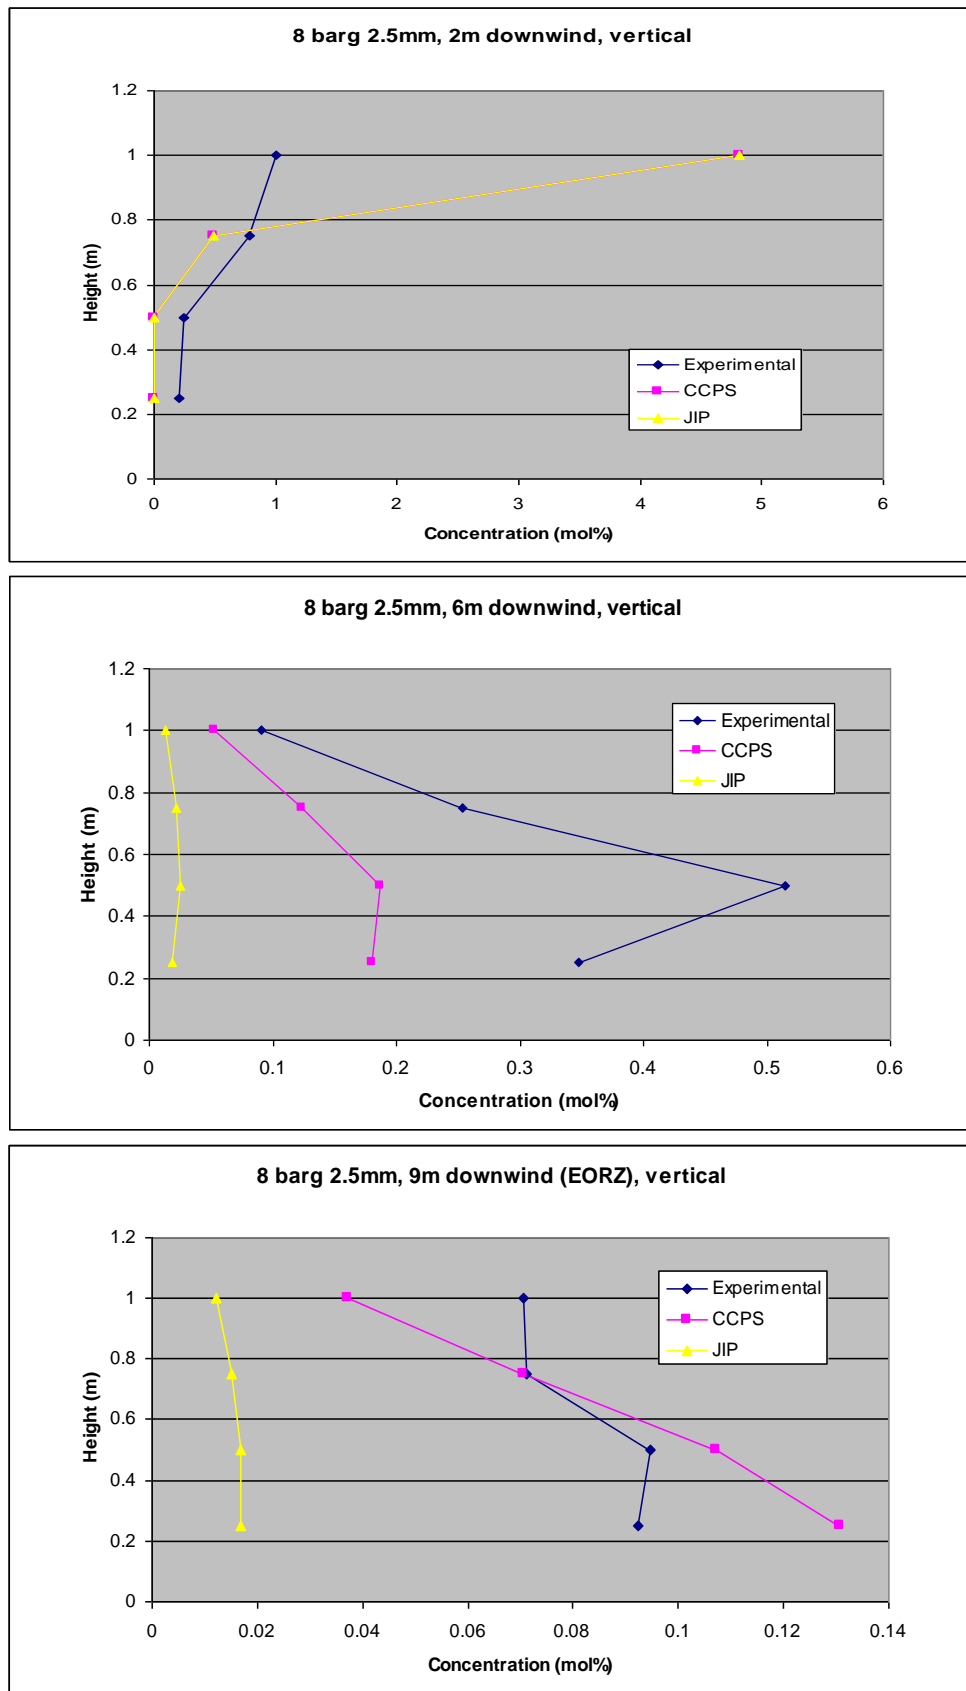 8 barg 2.5mm, 2m downwind, vertical
1.2
1
0.8
0.6
0.4
0.2
0
Height (m)
Experimental
CCPS
JIP
0 1 2 3 4 5 6
Concentration (mol%)
8 barg 2.5mm, 6m downwind, vertical
1.2
1
0.8
0.6
0.4
0.2
0
Height (m)
Experimental
CCPS
JIP
0 0.1 0.2 0.3 0.4 0.5 0.6
Concentration (mol%)
8 barg 2.5mm, 9m downwind (EORZ), vertical
1.2
1
0.8
0.6
0.4
0.2
0
Height (m)
Experimental
CCPS
JIP
0 0.02 0.04 0.06 0.08 0.1 0.12 0.14
Concentration (mol%)